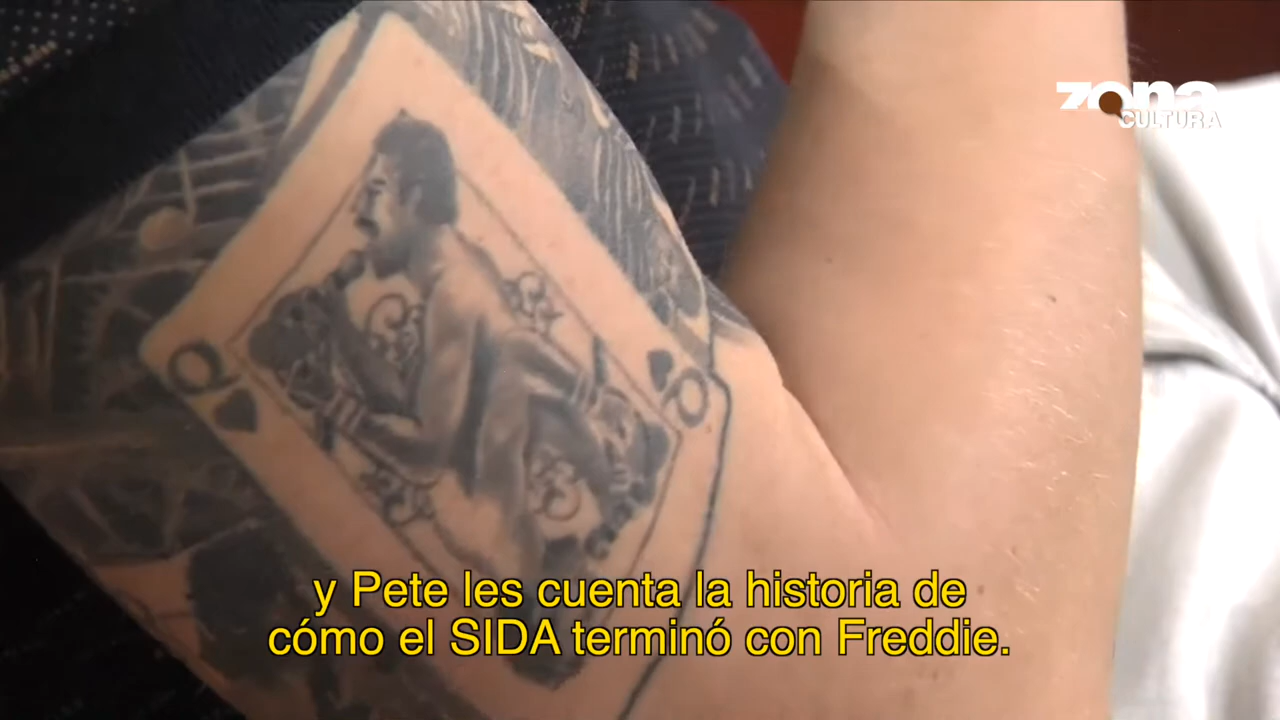 zona
CULTURA
Q
Q
y Pete les cuenta la historia de
cómo el SIDA terminó con Freddie.